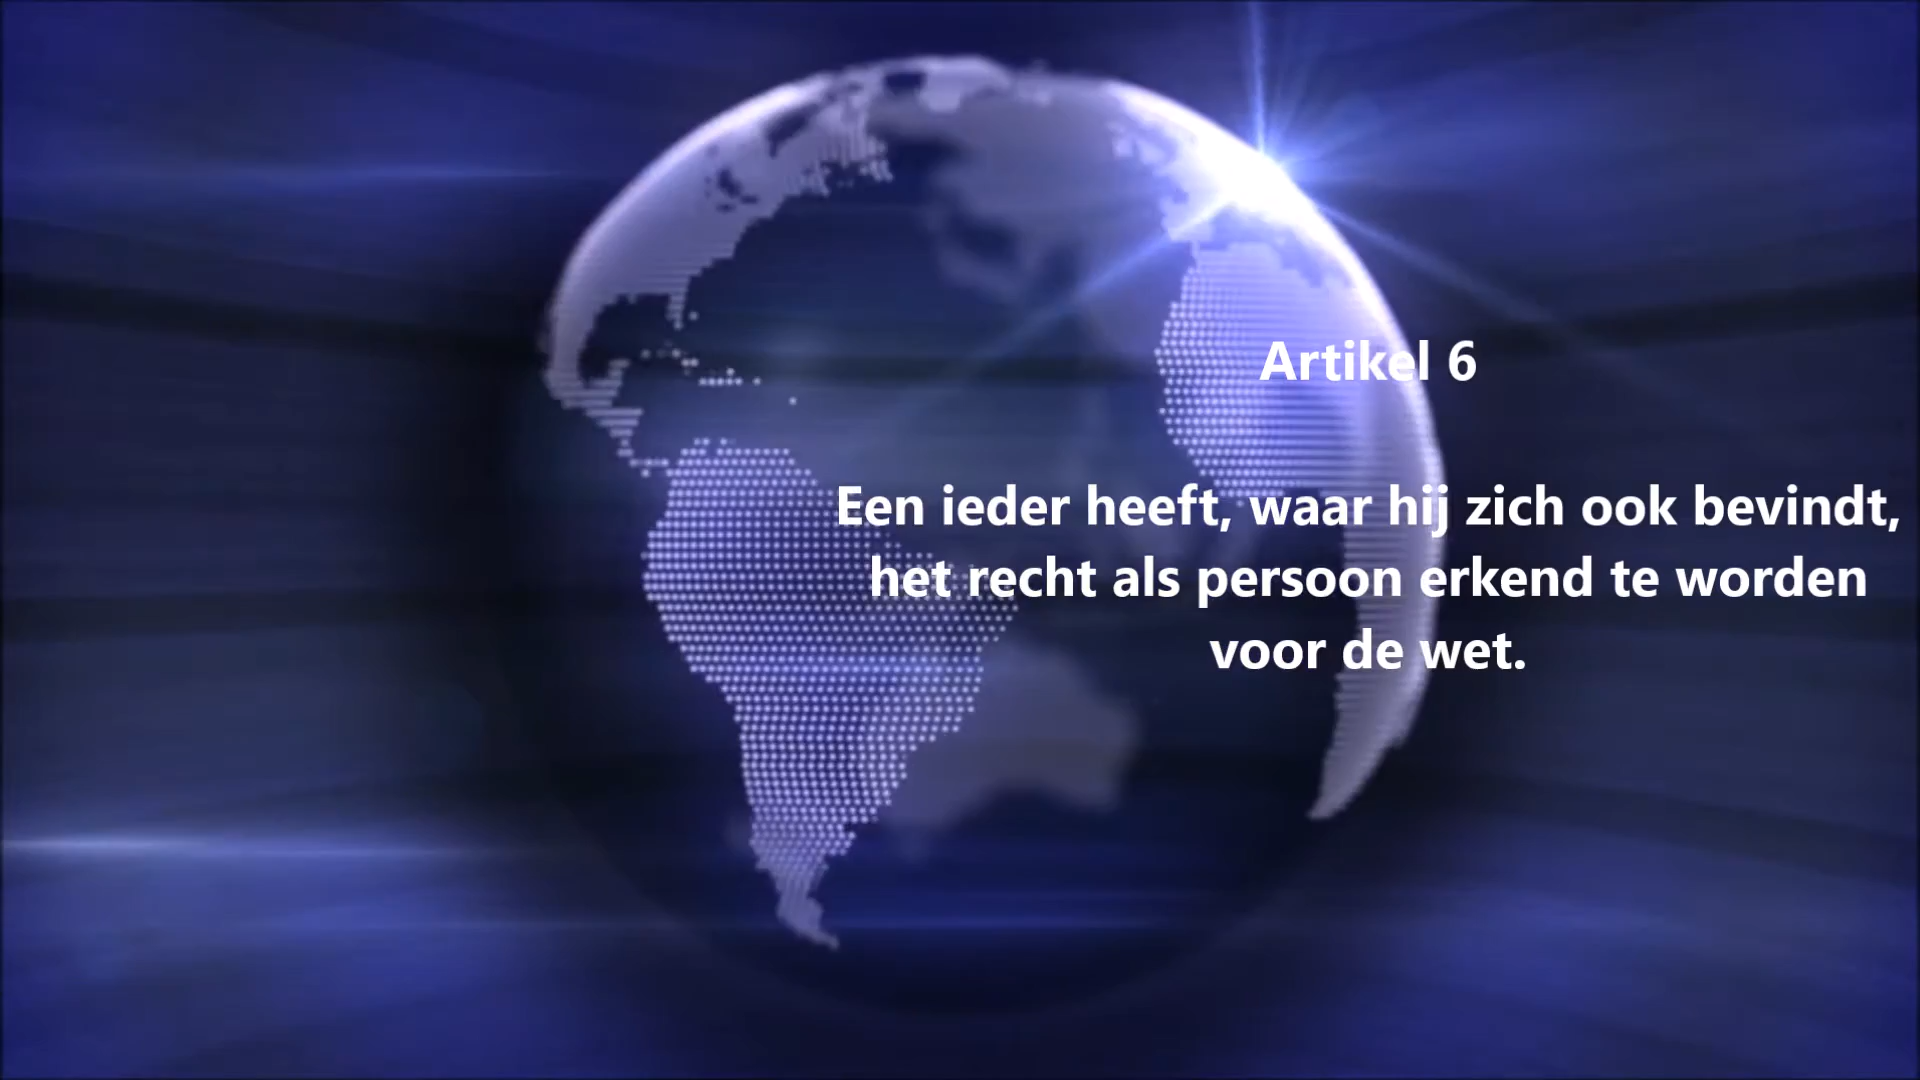 Artikel 6
Een ieder heeft, waar hij zich ook bevindt,
het recht als persoon erkend te worden
voor de wet.